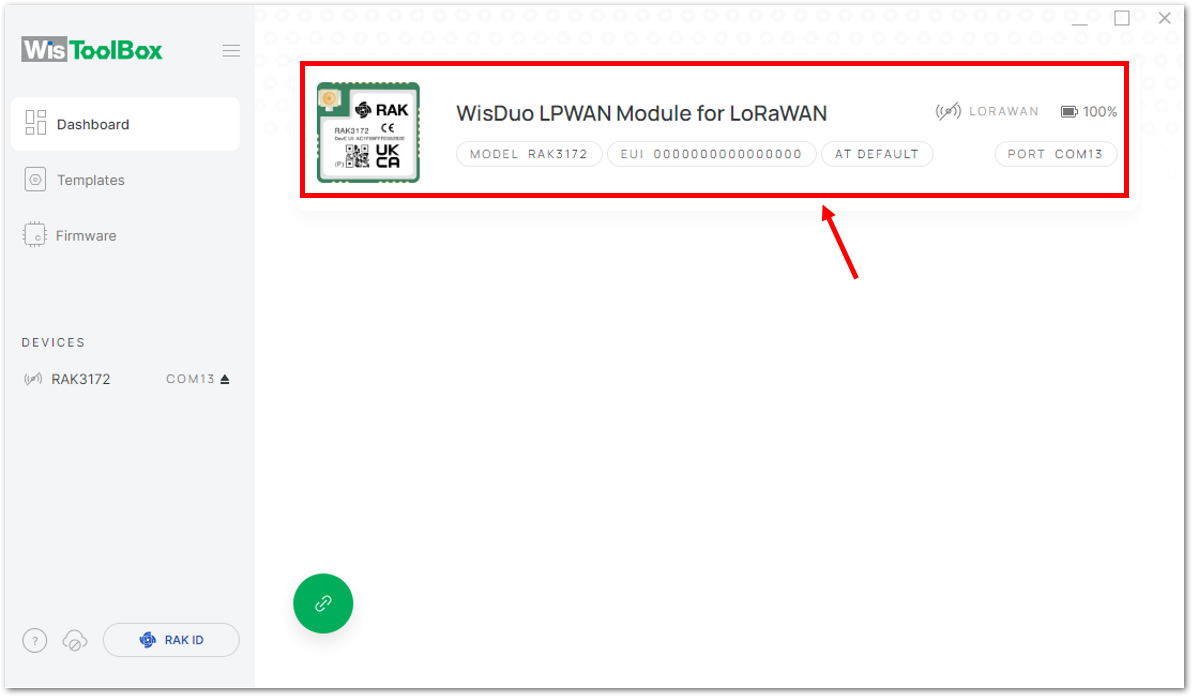 WisToolBox
Dashboard
Templates
Firmware
DEVICES
RAK3172 COM13
?
RAK ID
RAK
RAK3172
UK
CA
(P)
WisDuo LPWAN Module for LoRaWAN
LORAWAN 100%
MODEL RAK3172 EUI 0000000000000000 AT DEFAULT PORT COM13